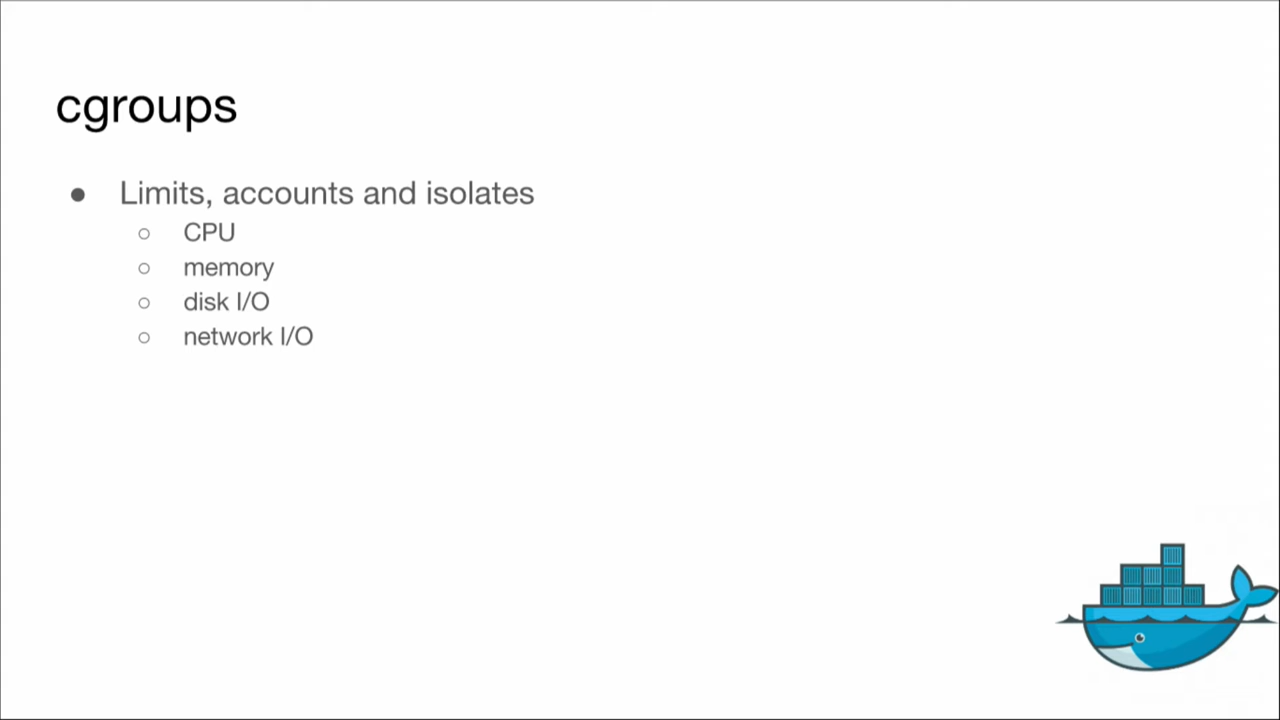 cgroups
● Limits, accounts and isolates
○ CPU
○ memory
○ disk I/O
○ network I/O